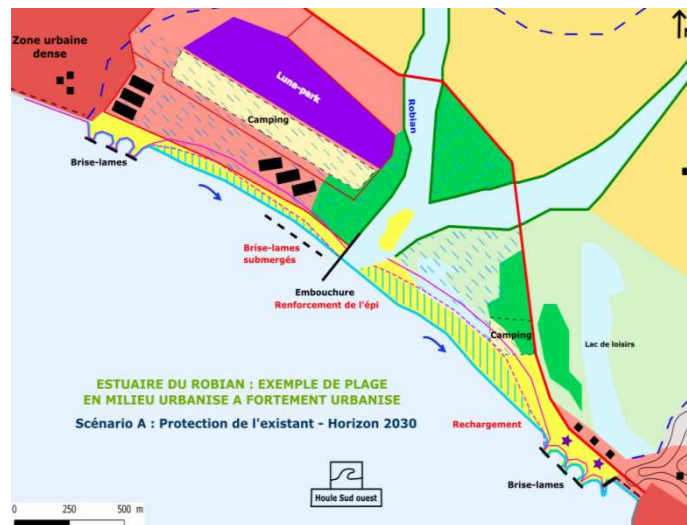 Zone urbaine
dense
Luna-park
Camping
Robian
Brise-lames
Brise-lames
submergés
Embouchure
Renforcement de l'épi
Camping
Lac de loisirs
ESTUAIRE DU ROBIAN : EXEMPLE DE PLAGE
EN MILIEU URBANISE A FORTEMENT URBANISE
Scénario A : Protection de l'existant - Horizon 2030
Rechargement
Houle Sud ouest
Brise-lames
0 250 500 m